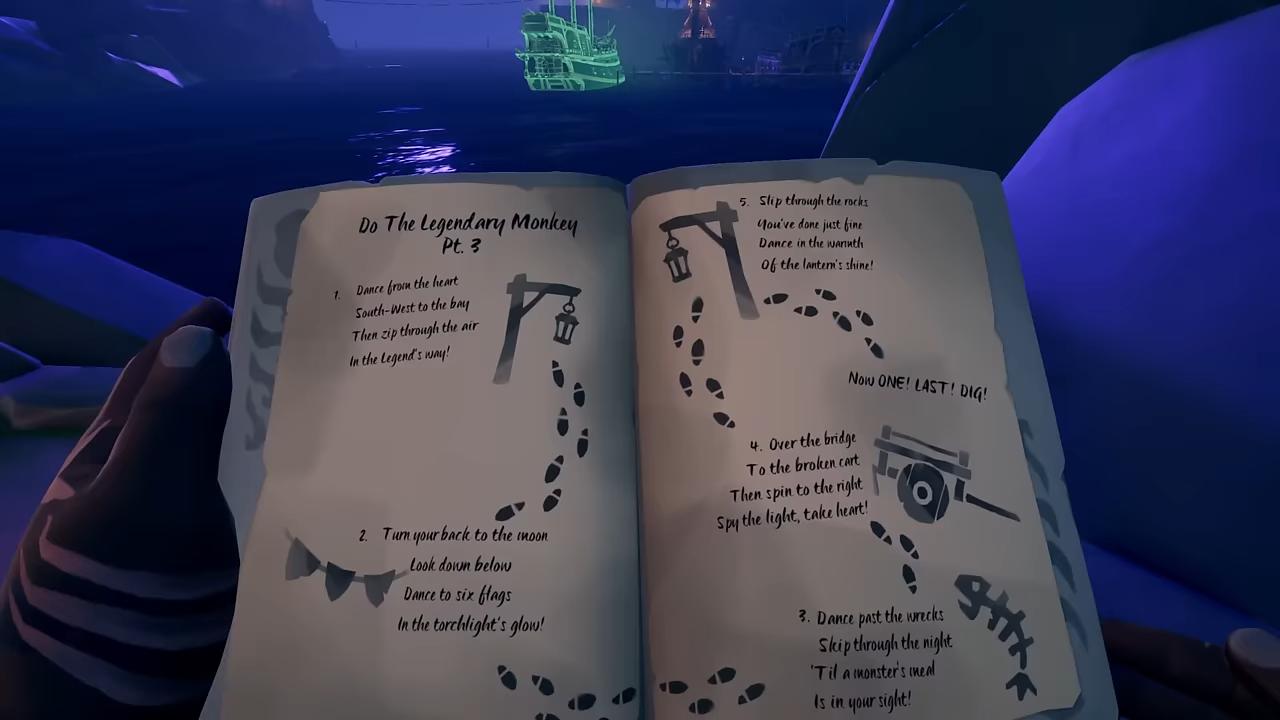 Do The Legendary Monkey
Pt. 3
1. Dance from the heart
South-West to the bay
Then zip through the air
In the Legend's way!
2. Turn your back to the moon
Look down below
Dance to six flags
In the torchlight's glow!
3. Dance past the wrecks
Skip through the night
'Til a monster's meal
Is in your sight!
4. Over the bridge
To the broken cart
Then spin to the right
Spy the light, take heart!
5. Slip through the rocks
You've done just fine
Dance in the warmth
Of the lantern's shine!
Now ONE! LAST! DIG!